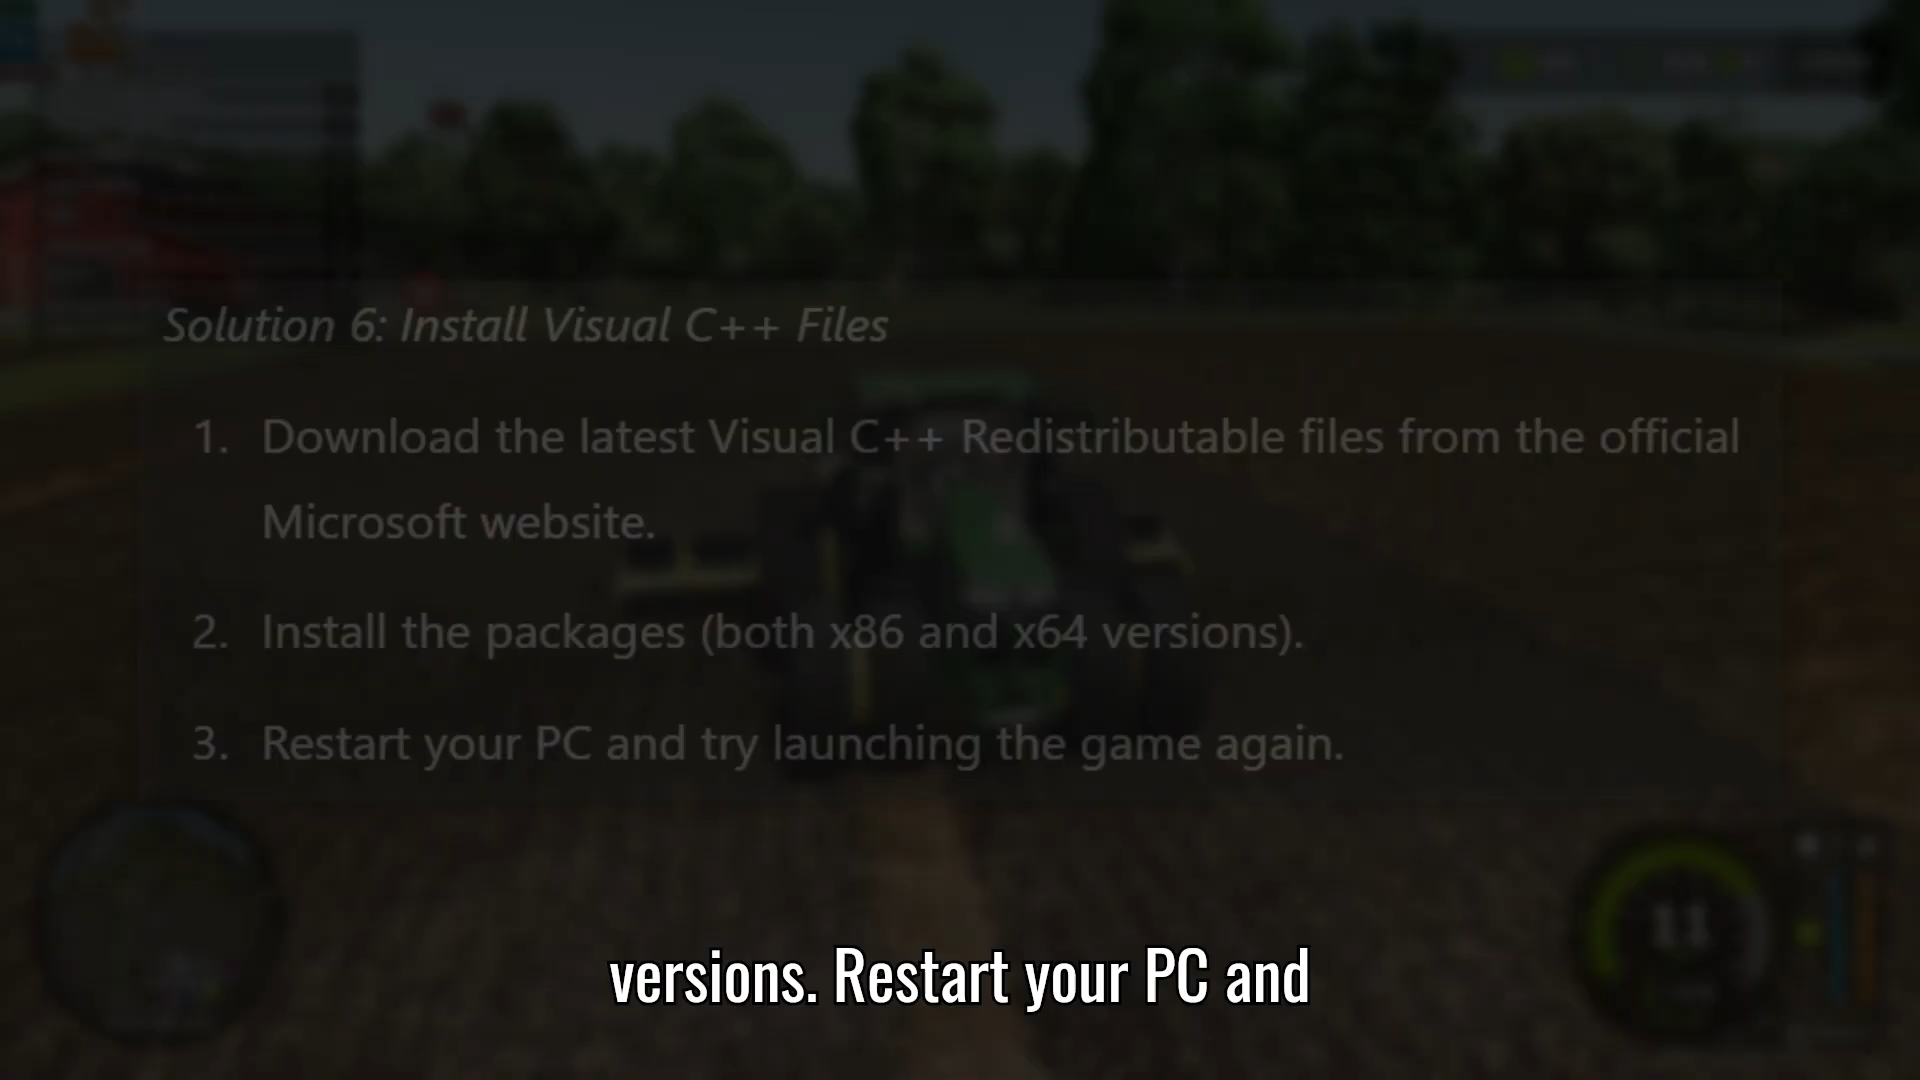 Solution 6: Install Visual C++ Files
1. Download the latest Visual C++ Redistributable files from the official
Microsoft website.
2. Install the packages (both x86 and x64 versions).
3. Restart your PC and try launching the game again.
11
versions. Restart your PC and